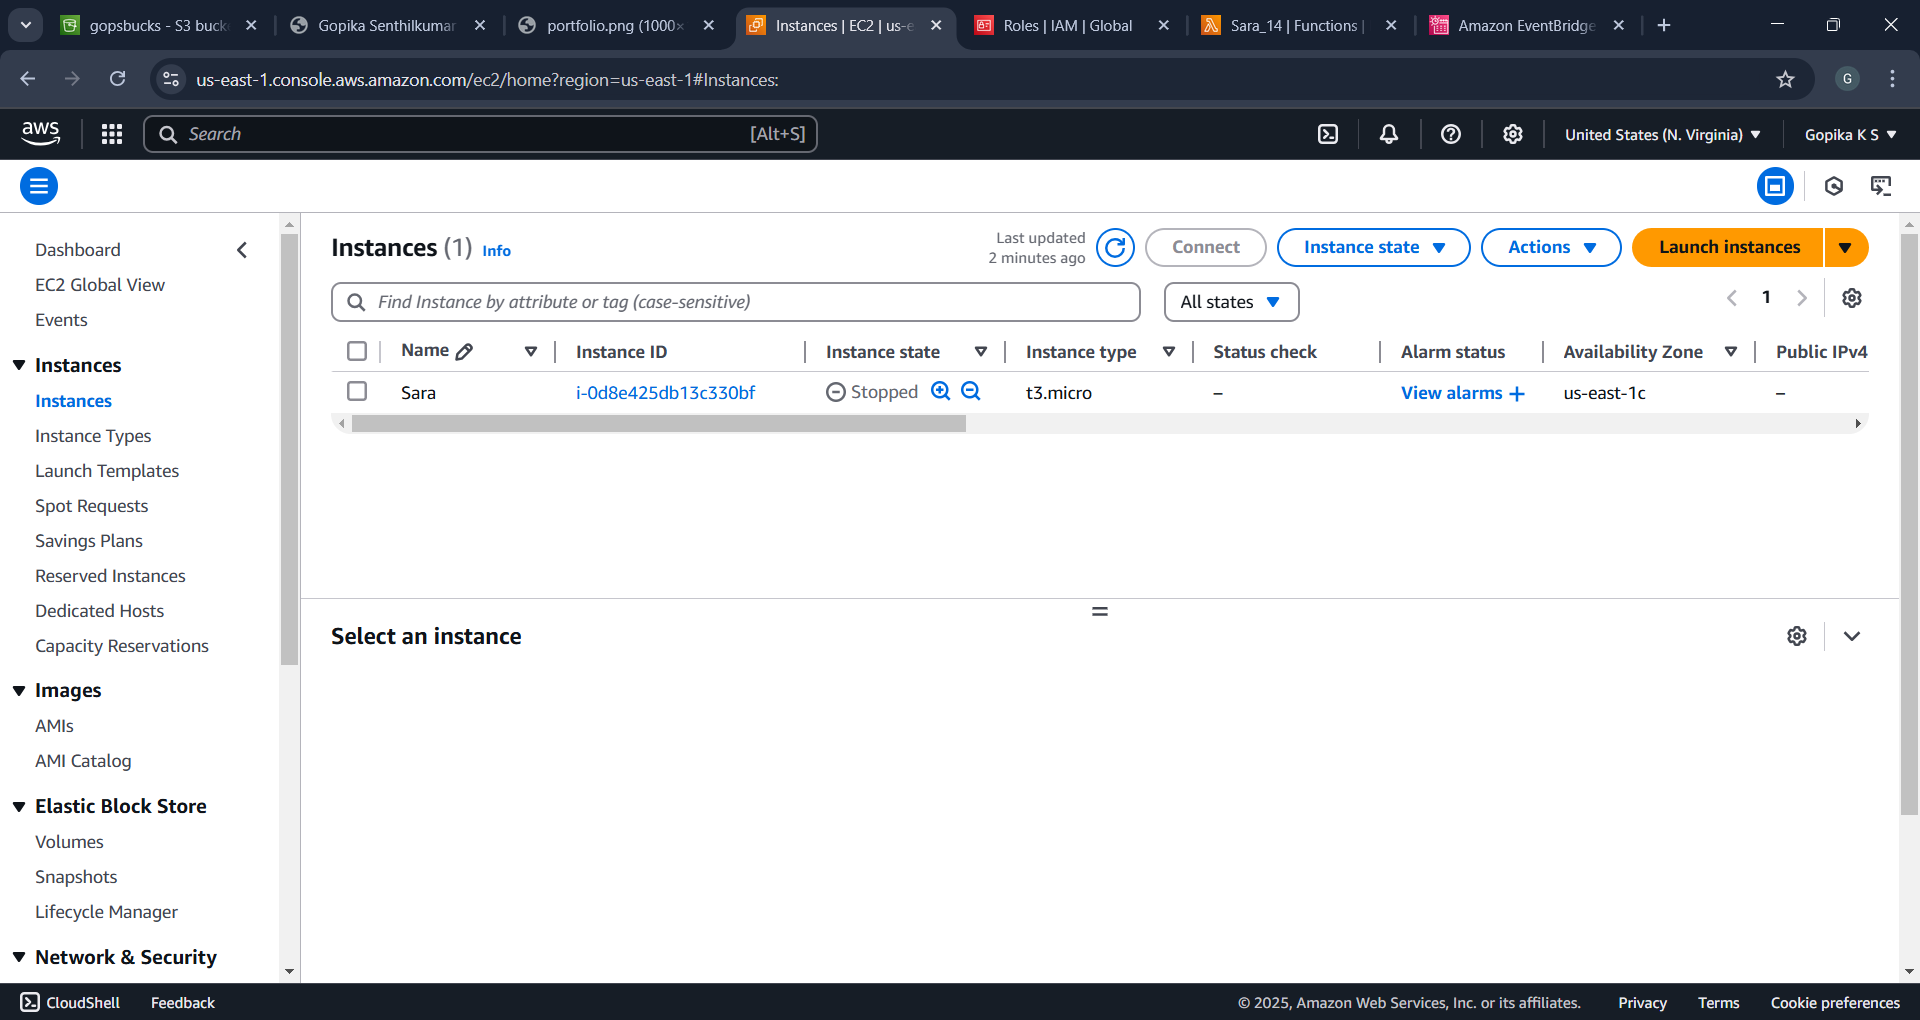 gopsbucks - S3 buck
Gopika Senthilkumar
portfolio.png (1000×
Instances | EC2 | us-e
Roles | IAM | Global
Sara_14 | Functions |
Amazon EventBridge
us-east-1.console.aws.amazon.com/ec2/home?region=us-east-1#Instances:
G
aws
Search
[Alt+S]
United States (N. Virginia)
Gopika K S
Dashboard
EC2 Global View
Events
Instances
Instances
Instance Types
Launch Templates
Spot Requests
Savings Plans
Reserved Instances
Dedicated Hosts
Capacity Reservations
Images
AMIs
AMI Catalog
Elastic Block Store
Volumes
Snapshots
Lifecycle Manager
Network & Security
Instances (1) Info
Last updated
2 minutes ago
Connect
Instance state
Actions
Launch instances
Find Instance by attribute or tag (case-sensitive)
All states
1
Name Instance ID Instance state Instance type Status check Alarm status Availability Zone Public IPv4
Sara i-0d8e425db13c330bf Stopped t3.micro – View alarms + us-east-1c –
Select an instance
CloudShell Feedback
© 2025, Amazon Web Services, Inc. or its affiliates. Privacy Terms Cookie preferences